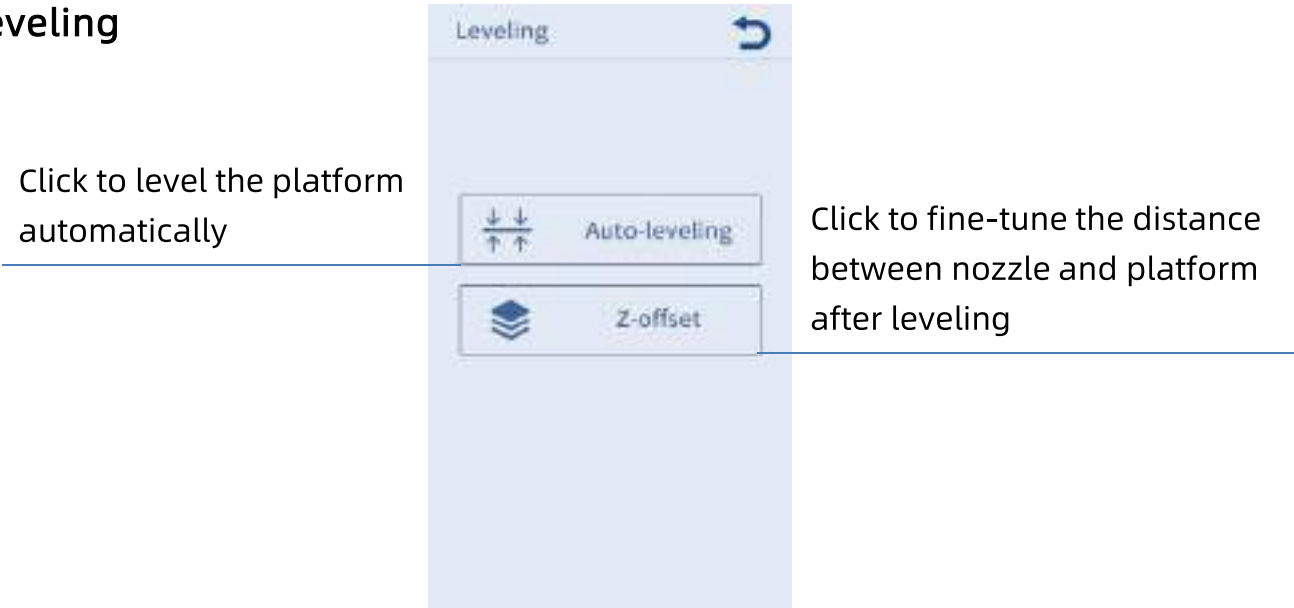 eveling
Leveling
Click to level the platform
automatically
Auto-leveling
Z-offset
Click to fine-tune the distance
between nozzle and platform
after leveling